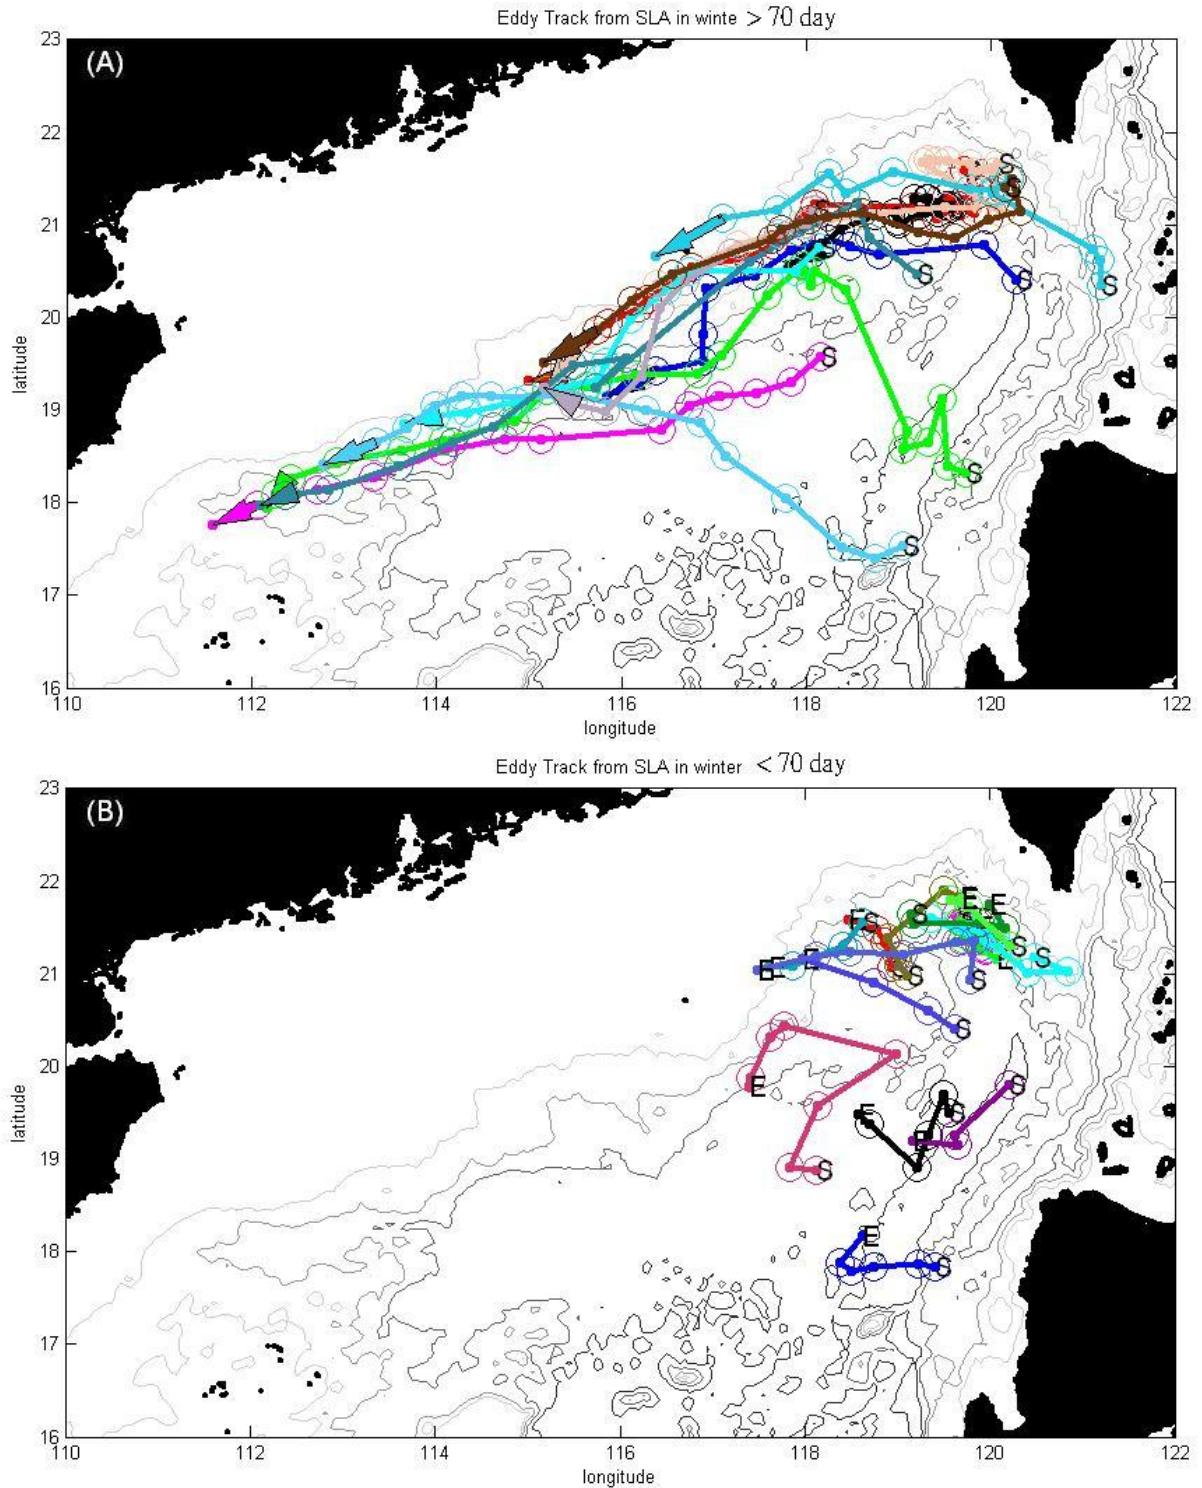 Eddy Track from SLA in winte > 70 day
(A)
23
22
21
20
19
18
17
16
latitude
S
S
S
S
S
S
S
S
110
112
114
116
118
120
122
longitude
Eddy Track from SLA in winter < 70 day
(B)
23
22
21
20
19
18
17
16
latitude
E
E
E
S
S
S
S
E
E
E
E
S
S
S
E
S
E
S
E
S
E
S
110
112
114
116
118
120
122
longitude